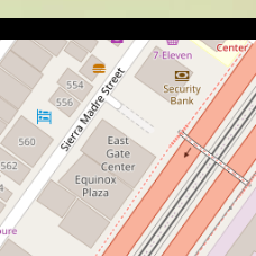 Center
7-Eleven
554
Security
Bank
556
Sierra Madre Street
560
East
Gate
Center
562
Equinox
Plaza